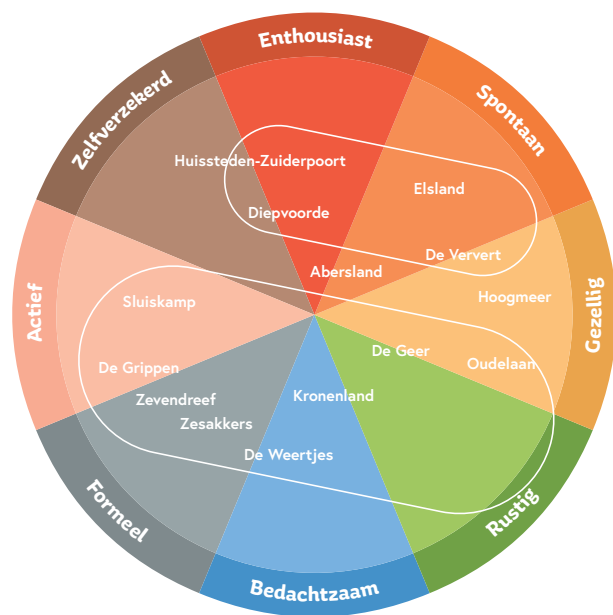 Enthousiast
Spontaan
Zelfverzekerd
Huissteden-Zuiderpoort
Elsland
Diepvoorde
De Ververt
Abersland
Hoogmeer
Gezellig
Actief
Sluiskamp
De Geer
Oudelaan
De Grippen
Kronenland
Zevendreef
Zesakkers
De Weertjes
Formeel
Rustig
Bedachtzaam